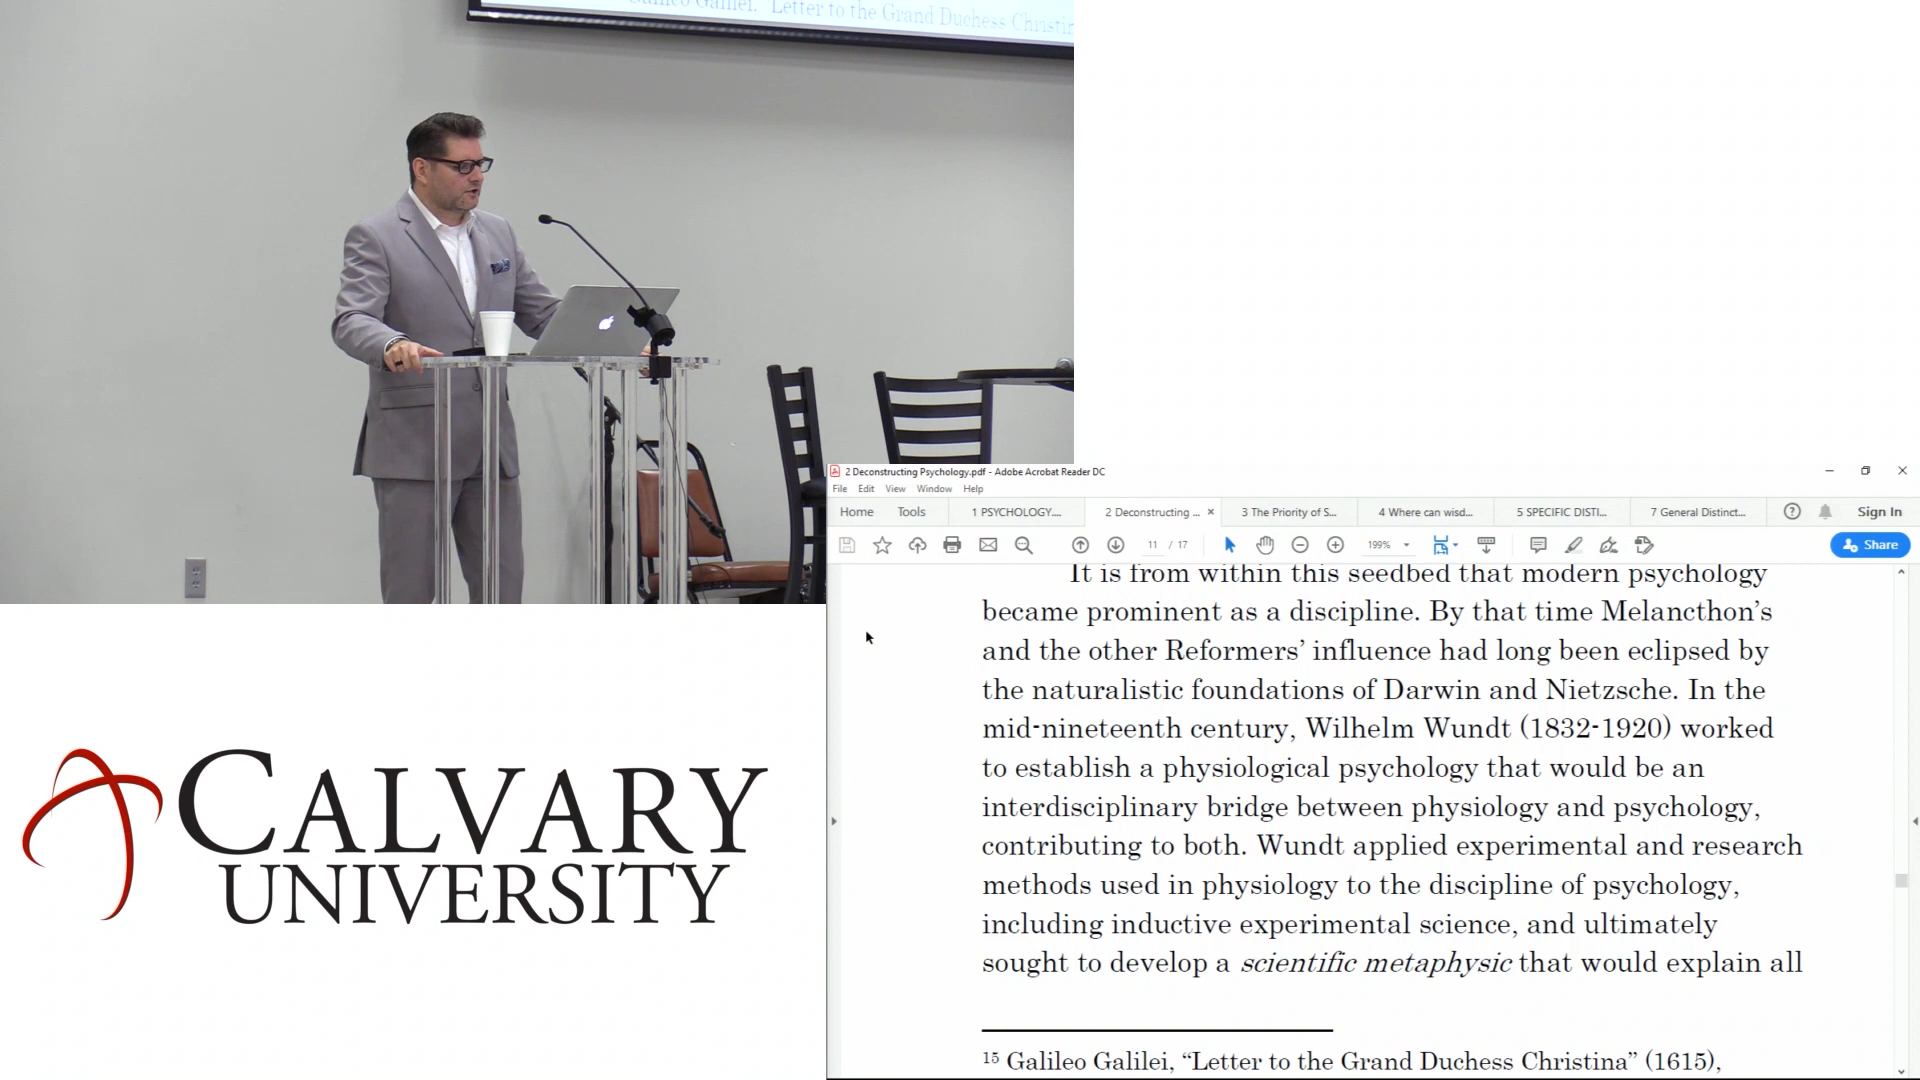 Galileo Galilei, "Letter to the Grand Duchess Christin
2 Deconstructing Psychology.pdf - Adobe Acrobat Reader DC
File Edit View Window Help
Home Tools 1 PSYCHOLOGY.... 2 Deconstructing ... × 3 The Priority of S... 4 Where can wisd... 5 SPECIFIC DISTI... 7 General Distinct... Sign In
11 / 17 199% Share
It is from within this seedbed that modern psychology
became prominent as a discipline. By that time Melancthon’s
and the other Reformers’ influence had long been eclipsed by
the naturalistic foundations of Darwin and Nietzsche. In the
mid-nineteenth century, Wilhelm Wundt (1832-1920) worked
to establish a physiological psychology that would be an
interdisciplinary bridge between physiology and psychology,
contributing to both. Wundt applied experimental and research
methods used in physiology to the discipline of psychology,
including inductive experimental science, and ultimately
sought to develop a scientific metaphysic that would explain all
15 Galileo Galilei, “Letter to the Grand Duchess Christina” (1615),
CALVARY
UNIVERSITY